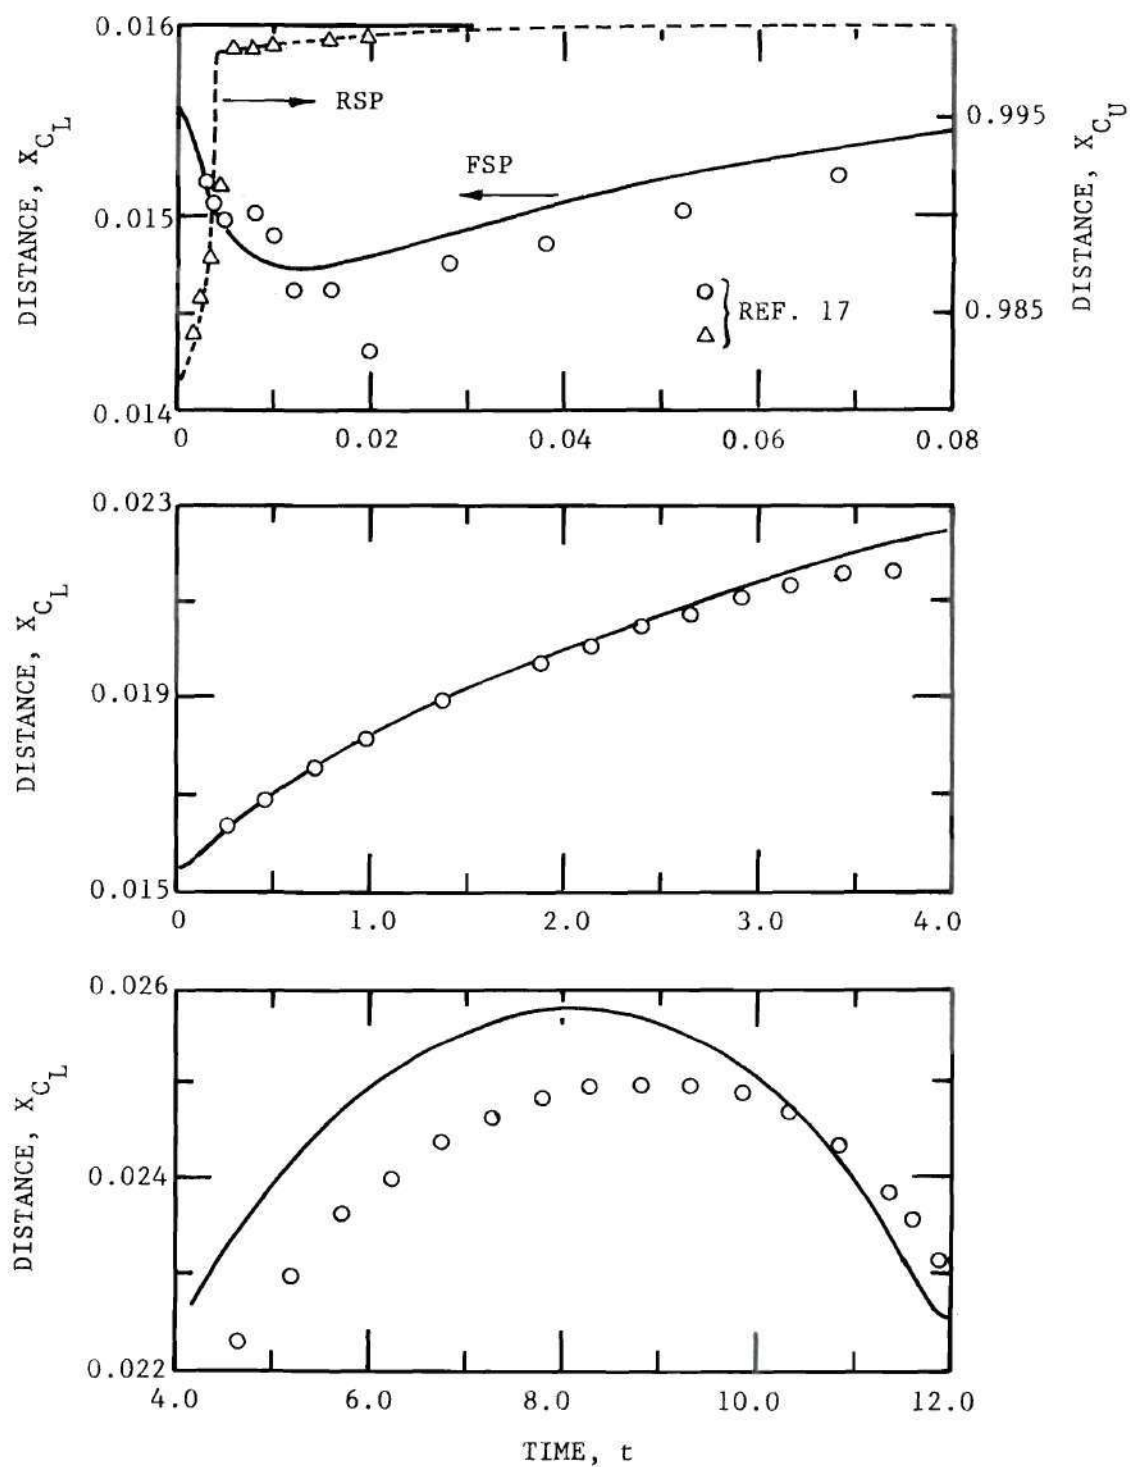 0.016
RSP
0.995
FSP
DISTANCE, X_{C_L}
DISTANCE, X_{C_U}
0.015
REF. 17
0.985
0.014
0 0.02 0.04 0.06 0.08
0.023
DISTANCE, X_{C_L}
0.019
0.015
0 1.0 2.0 3.0 4.0
0.026
DISTANCE, X_{C_L}
0.024
0.022
4.0 6.0 8.0 10.0 12.0
TIME, t